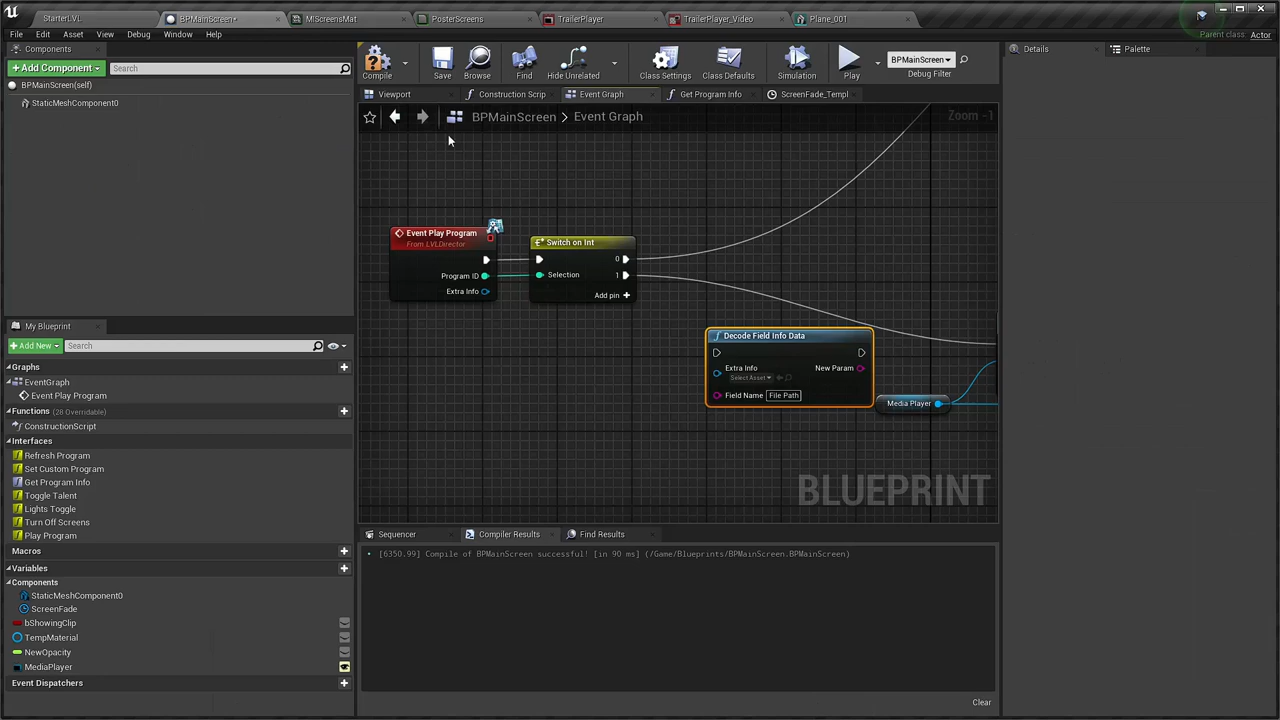 StarterLVL
BPMainScreen*
MIScreensMat
PosterScreens
TrailerPlayer
TrailerPlayer_Video
Plane_001
File
Edit
Asset
View
Debug
Window
Help
Parent class: Actor
Components
+ Add Component
Search
BPMainScreen(self)
StaticMeshComponent0
Compile
Save
Browse
Find
Hide Unrelated
Class Settings
Class Defaults
Simulation
Play
BPMainScreen
Debug Filter
Details
Palette
Viewport
Construction Scrip
Event Graph
Get Program Info
ScreenFade_Templ
BPMainScreen > Event Graph
Zoom -1
Event Play Program
From LVLDirector
Program ID
Extra Info
Switch on Int
0
Selection 1
Add pin +
Decode Field Info Data
Extra Info
Select Asset
New Param
Field Name File Path
Media Player
BLUEPRINT
My Blueprint
+ Add New
Search
Graphs
EventGraph
Event Play Program
Functions (28 Overridable)
ConstructionScript
Interfaces
Refresh Program
Set Custom Program
Get Program Info
Toggle Talent
Lights Toggle
Turn Off Screens
Play Program
Macros
Variables
Components
StaticMeshComponent0
ScreenFade
bShowingClip
TempMaterial
NewOpacity
MediaPlayer
Event Dispatchers
Sequencer
Compiler Results
Find Results
[6350.99] Compile of BPMainScreen successful! [in 90 ms] (/Game/Blueprints/BPMainScreen.BPMainScreen)
Clear